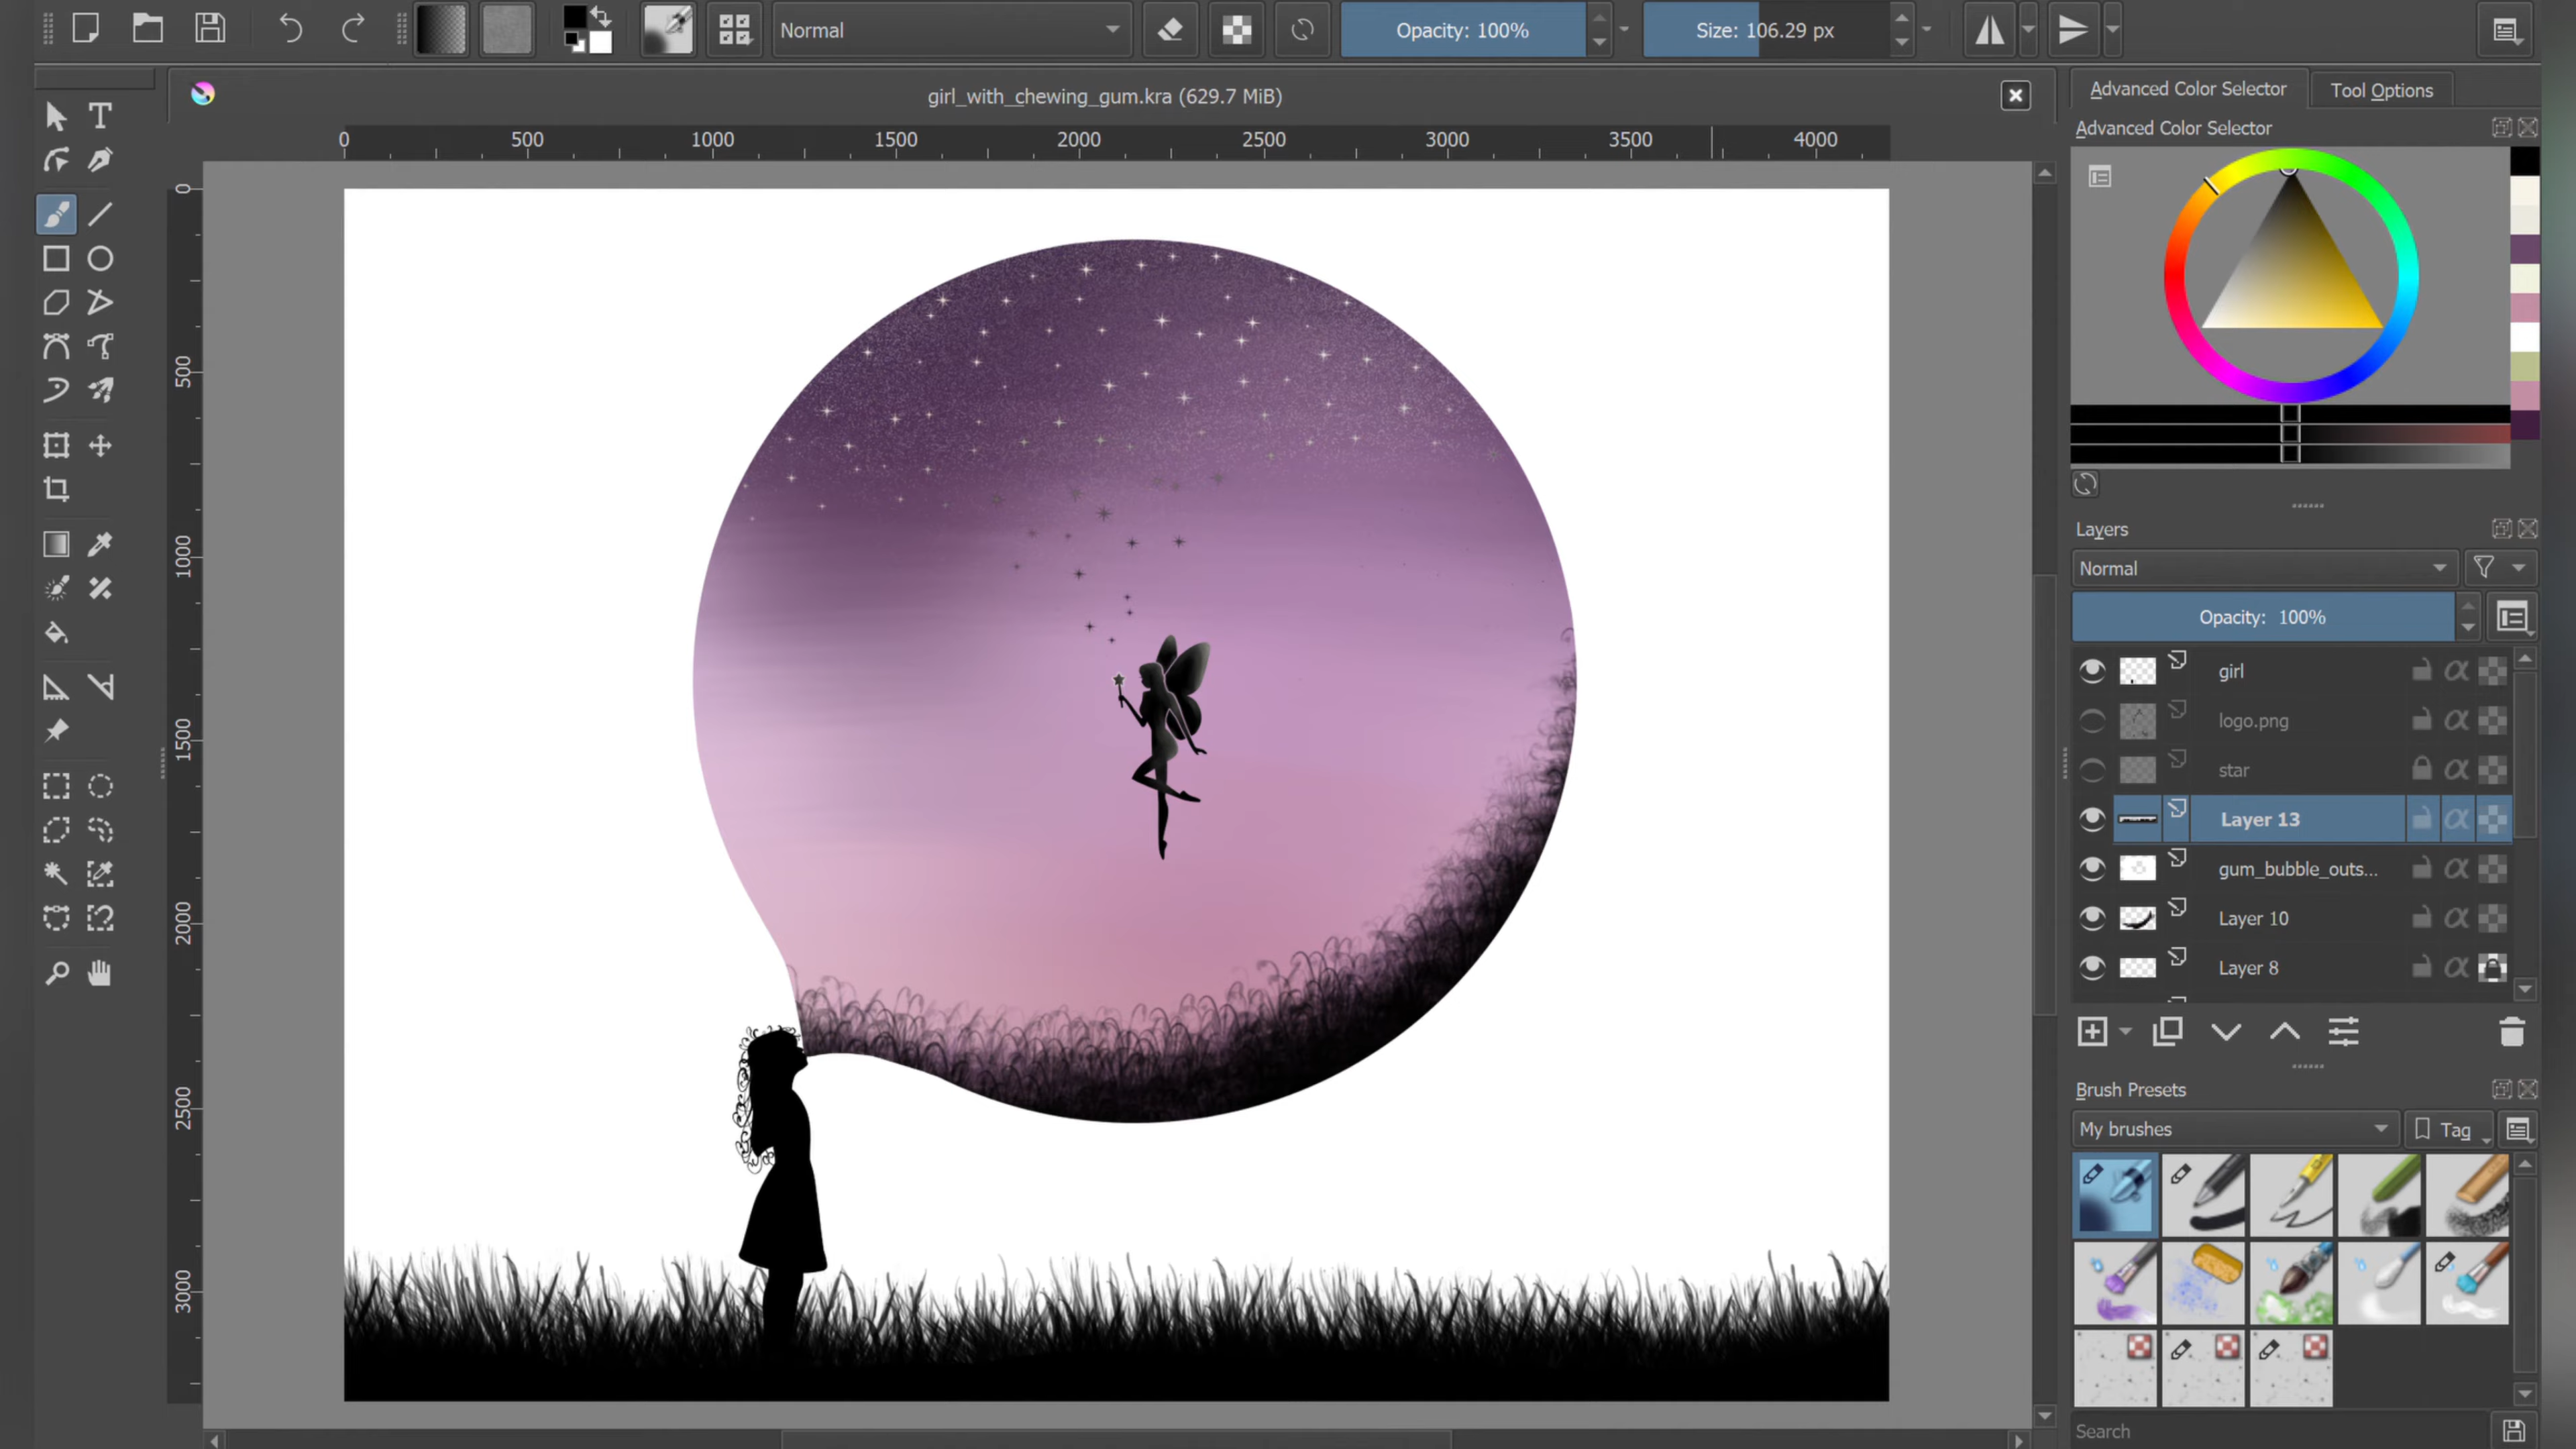 Normal
Opacity: 100%
Size: 106.29 px
girl_with_chewing_gum.kra (629.7 MiB)
0 500 1000 1500 2000 2500 3000 3500 4000
0
500
1000
1500
2000
2500
3000
T
Advanced Color Selector
Tool Options
Advanced Color Selector
Layers
Normal
Opacity: 100%
girl
logo.png
star
Layer 13
gum_bubble_outs...
Layer 10
Layer 8
Brush Presets
My brushes
Tag
Search